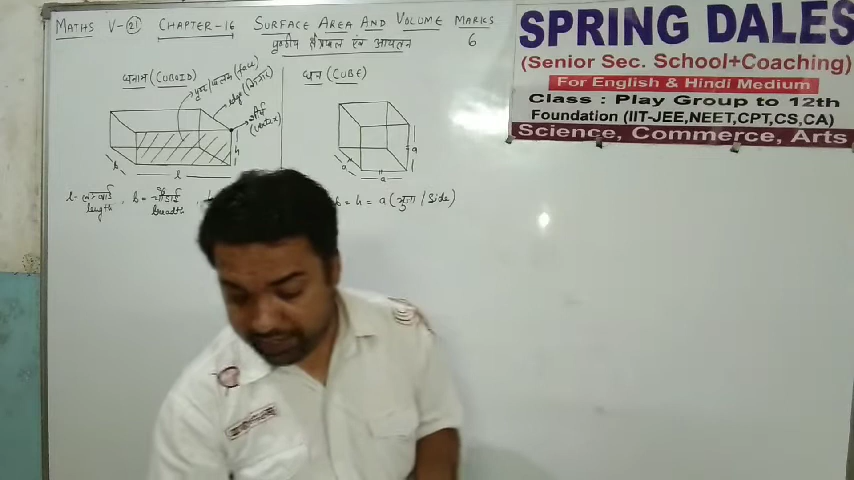 MATHS V-21 CHAPTER-16 SURFACE AREA AND VOLUME MARKS
पृष्ठीय क्षेत्रफल एवं आयतन 6
घनाभ (CUBOID)
पृष्ठ/फलक (face)
edge (किनारा)
शीर्ष
(vertex)
घन (CUBE)
h
b
l
a
a
a
l = लम्बाई , b = चौड़ाई ,
length breadth
b = h = a (भुजा / Side)
SPRING DALES
(Senior Sec. School+Coaching)
For English & Hindi Medium
Class : Play Group to 12th
Foundation (IIT-JEE,NEET,CPT,CS,CA)
Science, Commerce, Arts